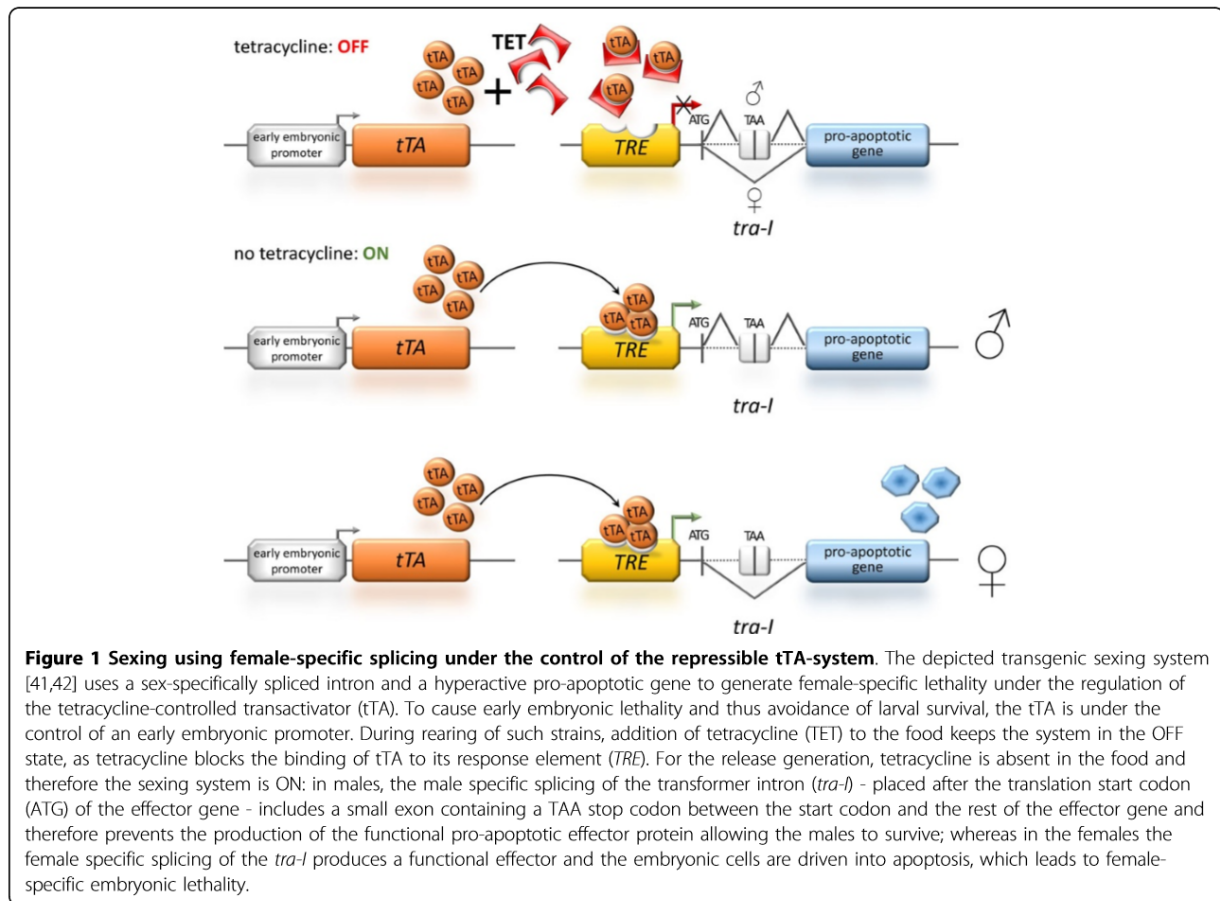 tetracycline: OFF
tTA
tTA
tTA
tTA
+
TET
tTA
tTA
tTA
early embryonic
promoter
tTA
TRE
ATG
♂
TAA
♀
tra-I
pro-apoptotic
gene
no tetracycline: ON
tTA
tTA
tTA
tTA
tTA
tTA
tTA
early embryonic
promoter
tTA
TRE
ATG
TAA
tra-I
pro-apoptotic
gene
♂
tTA
tTA
tTA
tTA
tTA
tTA
tTA
early embryonic
promoter
tTA
TRE
ATG
TAA
tra-I
pro-apoptotic
gene
♀
Figure 1 Sexing using female-specific splicing under the control of the repressible tTA-system. The depicted transgenic sexing system
[41,42] uses a sex-specifically spliced intron and a hyperactive pro-apoptotic gene to generate female-specific lethality under the regulation of
the tetracycline-controlled transactivator (tTA). To cause early embryonic lethality and thus avoidance of larval survival, the tTA is under the
control of an early embryonic promoter. During rearing of such strains, addition of tetracycline (TET) to the food keeps the system in the OFF
state, as tetracycline blocks the binding of tTA to its response element (TRE). For the release generation, tetracycline is absent in the food and
therefore the sexing system is ON: in males, the male specific splicing of the transformer intron (tra-I) - placed after the translation start codon
(ATG) of the effector gene - includes a small exon containing a TAA stop codon between the start codon and the rest of the effector gene and
therefore prevents the production of the functional pro-apoptotic effector protein allowing the males to survive; whereas in the females the
female specific splicing of the tra-I produces a functional effector and the embryonic cells are driven into apoptosis, which leads to female-
specific embryonic lethality.